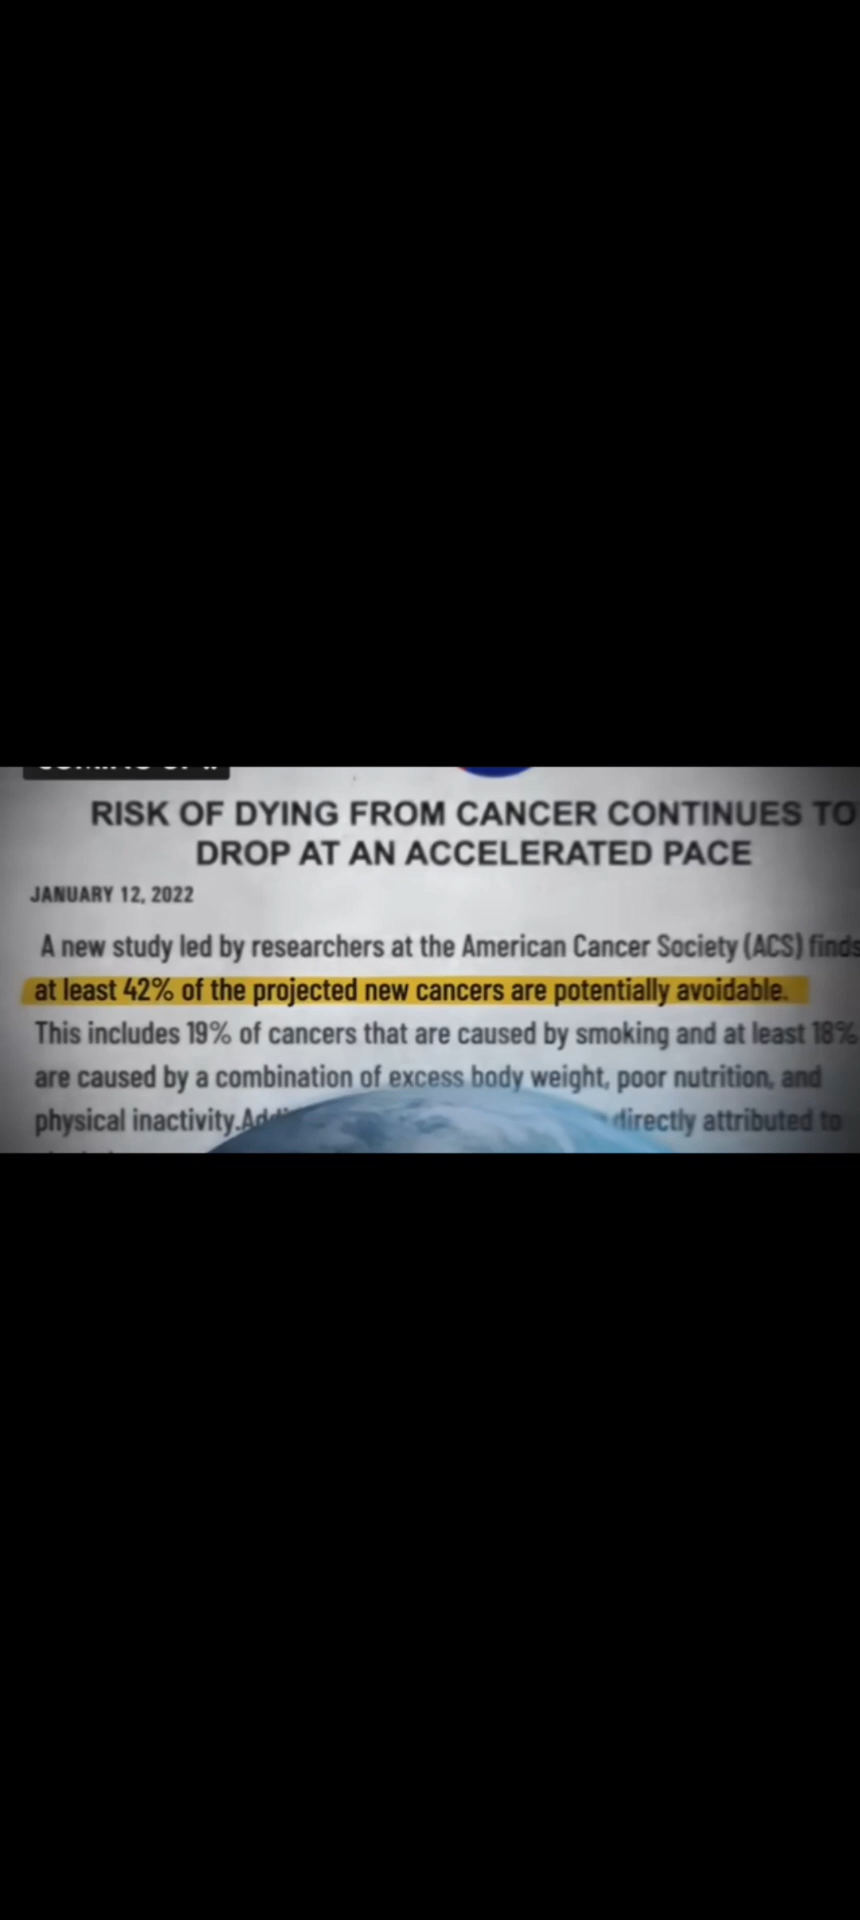 RISK OF DYING FROM CANCER CONTINUES TO
DROP AT AN ACCELERATED PACE
JANUARY 12, 2022
A new study led by researchers at the American Cancer Society (ACS) finds
at least 42% of the projected new cancers are potentially avoidable.
This includes 19% of cancers that are caused by smoking and at least 18%
are caused by a combination of excess body weight, poor nutrition, and
physical inactivity. directly attributed to